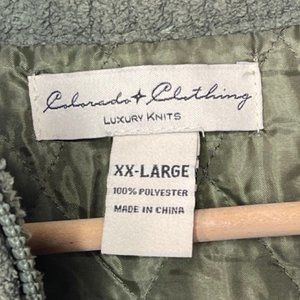 Colorado Clothing
LUXURY KNITS
XX-LARGE
100% POLYESTER
MADE IN CHINA